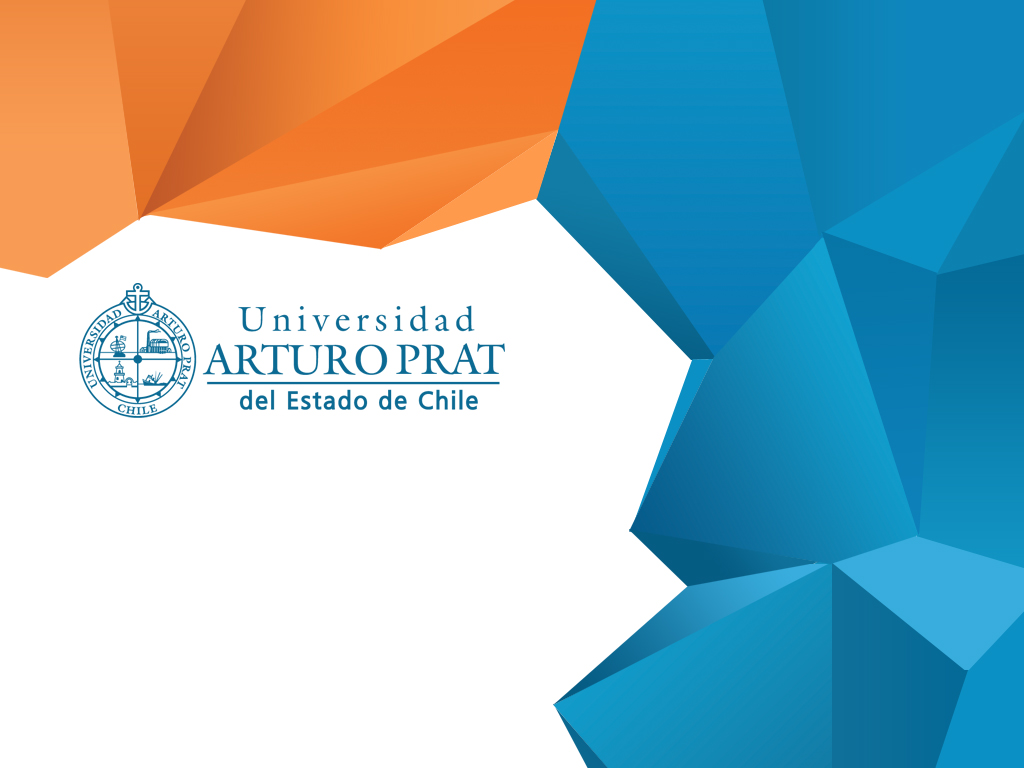 UNIVERSIDAD ARTURO PRAT
CHILE
Universidad
ARTURO PRAT
del Estado de Chile